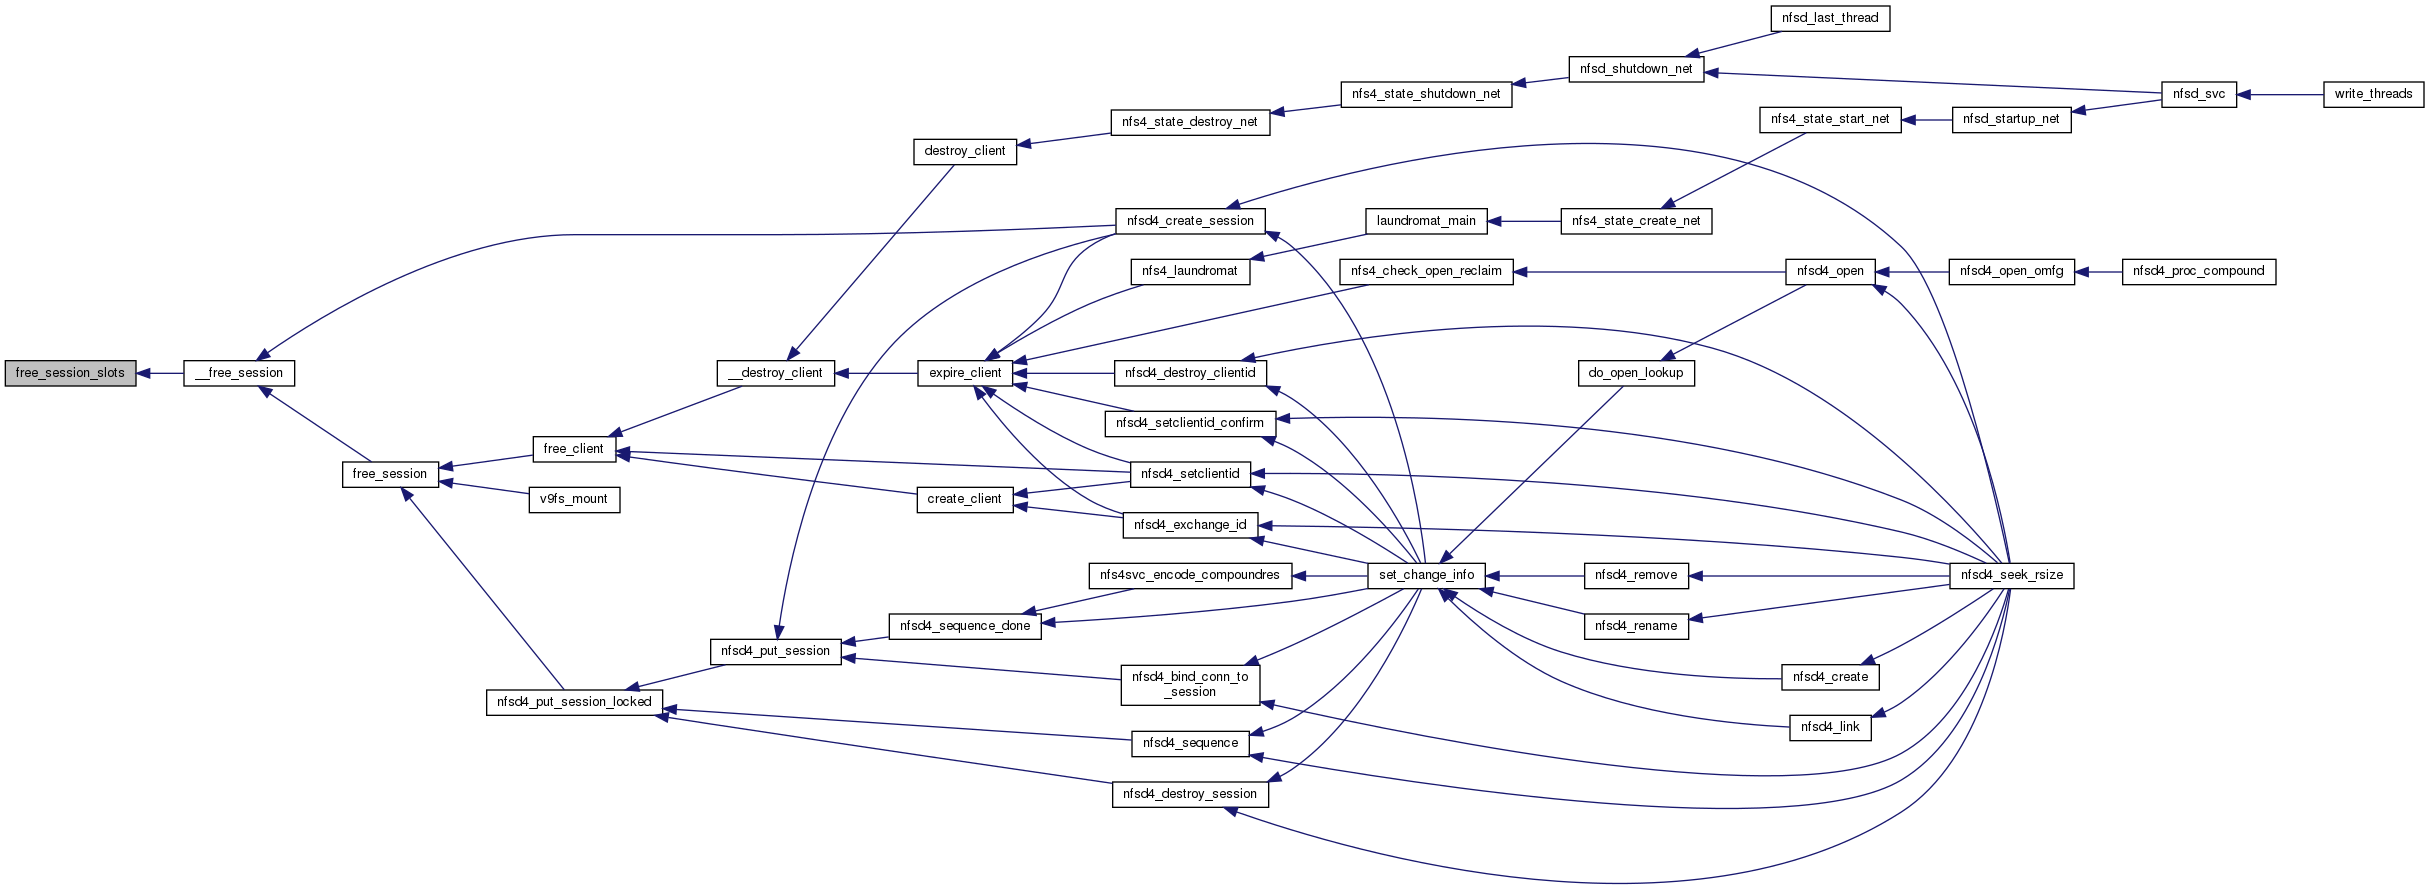 nfsd_last_thread
nfsd_shutdown_net
nfs4_state_shutdown_net
nfsd_svc
write_threads
nfs4_state_destroy_net
nfs4_state_start_net
nfsd_startup_net
destroy_client
nfsd4_create_session
laundromat_main
nfs4_state_create_net
nfs4_laundromat
nfs4_check_open_reclaim
nfsd4_open
nfsd4_open_omfg
nfsd4_proc_compound
free_session_slots
__free_session
__destroy_client
expire_client
nfsd4_destroy_clientid
do_open_lookup
nfsd4_setclientid_confirm
free_client
free_session
nfsd4_setclientid
v9fs_mount
create_client
nfsd4_exchange_id
nfs4svc_encode_compoundres
set_change_info
nfsd4_remove
nfsd4_seek_rsize
nfsd4_sequence_done
nfsd4_rename
nfsd4_put_session
nfsd4_bind_conn_to
_session
nfsd4_create
nfsd4_put_session_locked
nfsd4_link
nfsd4_sequence
nfsd4_destroy_session